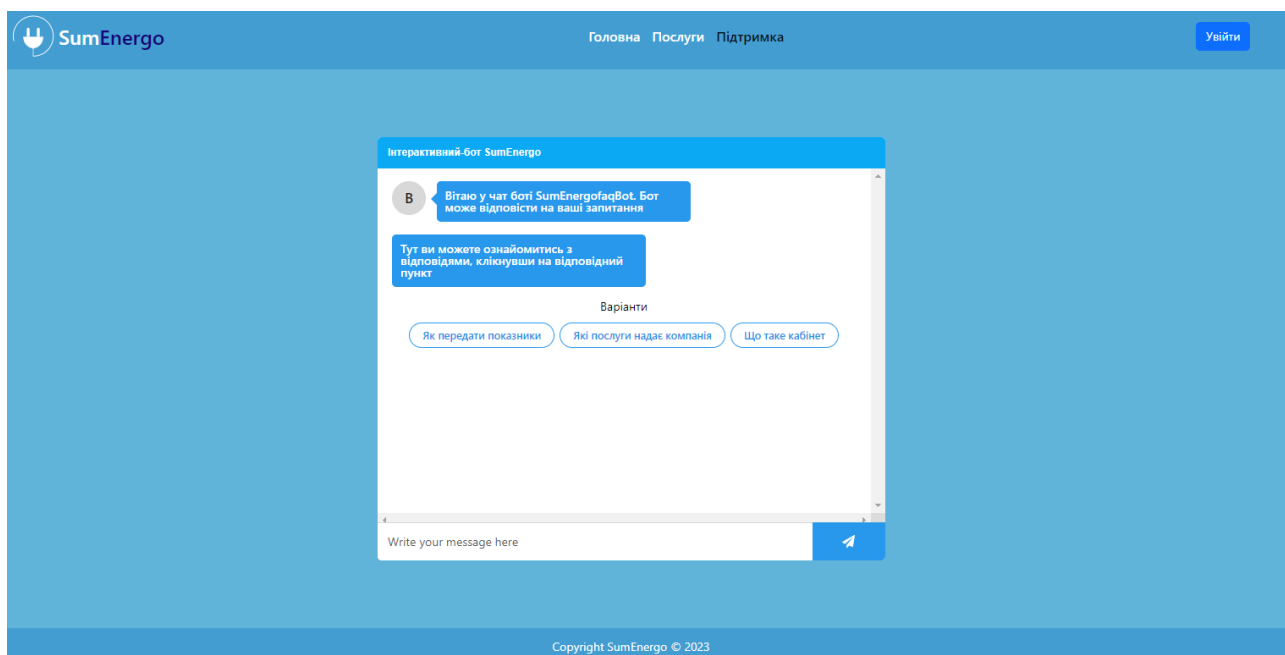 SumEnergo
Головна Послуги Підтримка
Увійти
Інтерактивний-бот SumEnergo
B
Вітаю у чат боті SumEnergofaqBot. Бот
може відповісти на ваші запитання
Тут ви можете ознайомитись з
відповідями, клікнувши на відповідний
пункт
Варіанти
Як передати показники
Які послуги надає компанія
Що таке кабінет
Write your message here
Copyright SumEnergo © 2023